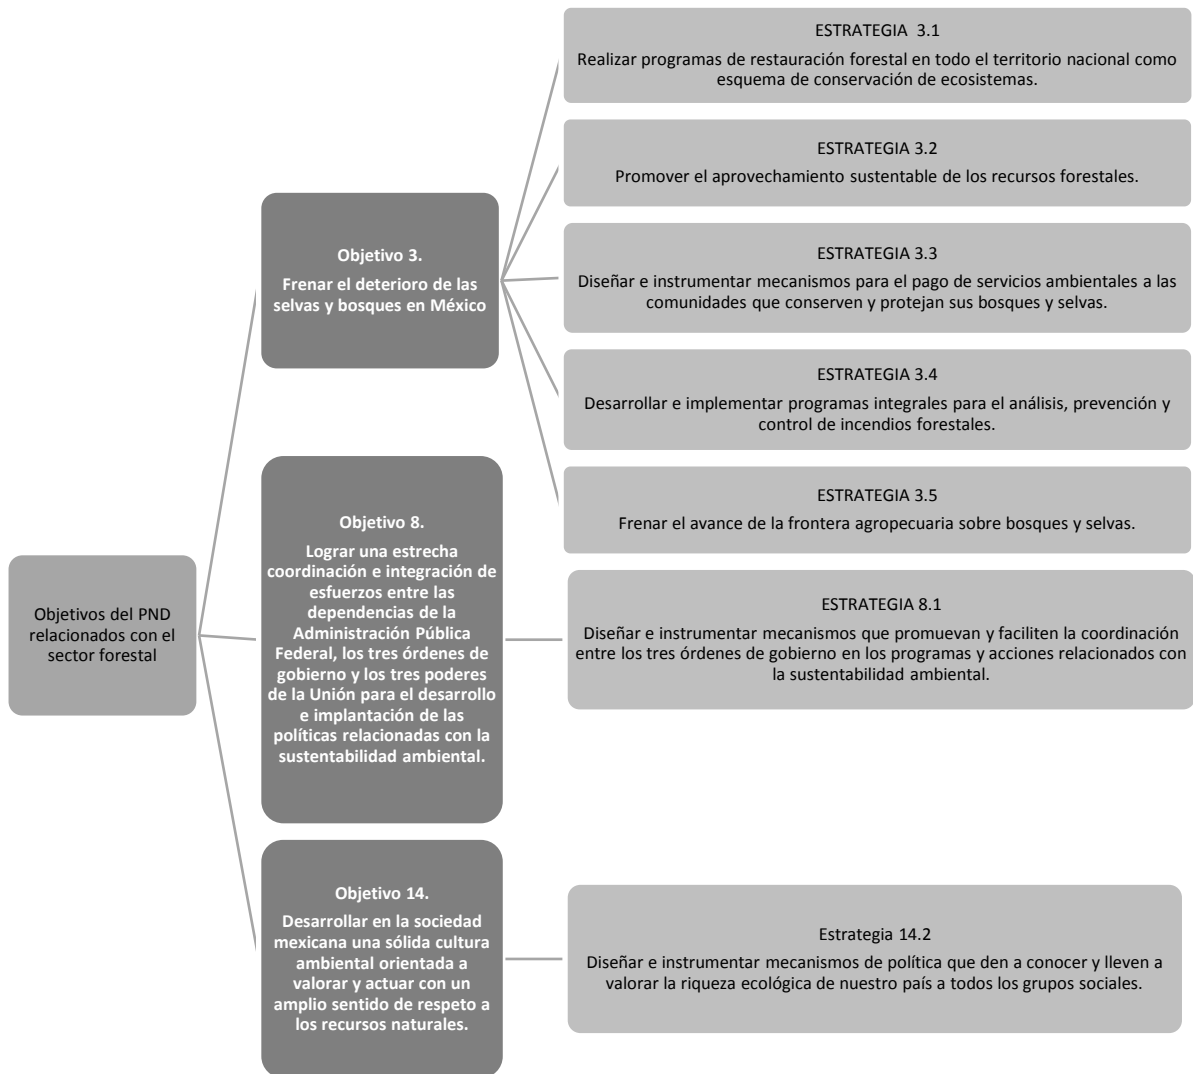 Objetivos del PND
relacionados con el
sector forestal
Objetivo 3.
Frenar el deterioro de las
selvas y bosques en México
ESTRATEGIA 3.1
Realizar programas de restauración forestal en todo el territorio nacional como
esquema de conservación de ecosistemas.
ESTRATEGIA 3.2
Promover el aprovechamiento sustentable de los recursos forestales.
ESTRATEGIA 3.3
Diseñar e instrumentar mecanismos para el pago de servicios ambientales a las
comunidades que conserven y protejan sus bosques y selvas.
ESTRATEGIA 3.4
Desarrollar e implementar programas integrales para el análisis, prevención y
control de incendios forestales.
ESTRATEGIA 3.5
Frenar el avance de la frontera agropecuaria sobre bosques y selvas.
Objetivo 8.
Lograr una estrecha
coordinación e integración de
esfuerzos entre las
dependencias de la
Administración Pública
Federal, los tres órdenes de
gobierno y los tres poderes
de la Unión para el desarrollo
e implantación de las
políticas relacionadas con la
sustentabilidad ambiental.
ESTRATEGIA 8.1
Diseñar e instrumentar mecanismos que promuevan y faciliten la coordinación
entre los tres órdenes de gobierno en los programas y acciones relacionados con
la sustentabilidad ambiental.
Objetivo 14.
Desarrollar en la sociedad
mexicana una sólida cultura
ambiental orientada a
valorar y actuar con un
amplio sentido de respeto a
los recursos naturales.
Estrategia 14.2
Diseñar e instrumentar mecanismos de política que den a conocer y lleven a
valorar la riqueza ecológica de nuestro país a todos los grupos sociales.